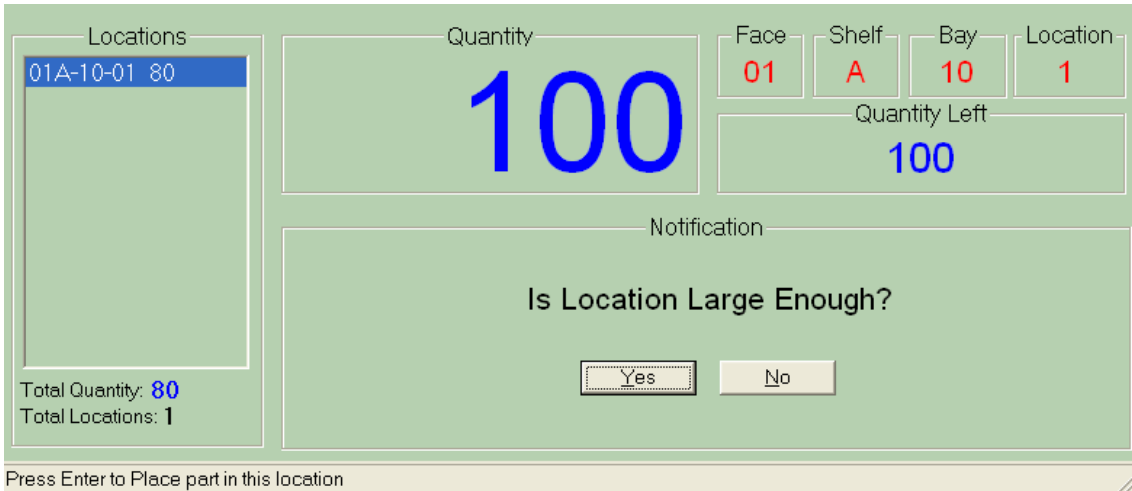 Locations
01A-10-01 80
Total Quantity: 80
Total Locations: 1
Quantity
100
Face
01
Shelf
A
Bay
10
Location
1
Quantity Left
100
Notification
Is Location Large Enough?
Yes
No
Press Enter to Place part in this location